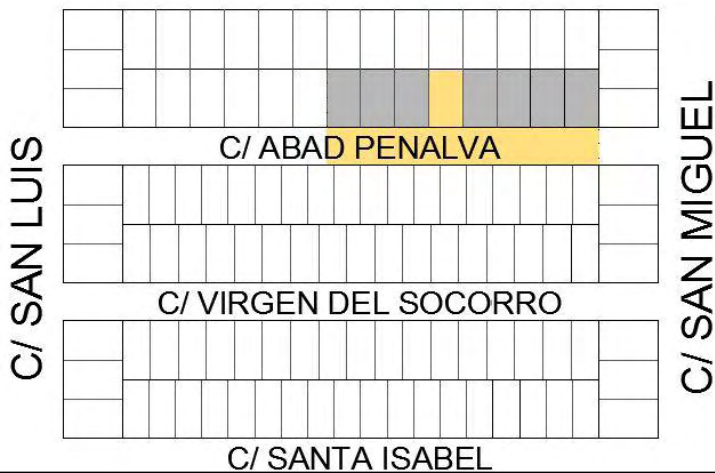 C/ SAN LUIS
C/ ABAD PENALVA
C/ VIRGEN DEL SOCORRO
C/ SANTA ISABEL
C/ SAN MIGUEL